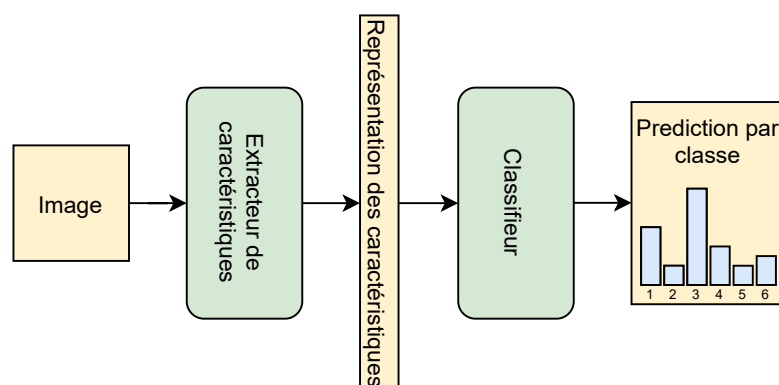 Image
Extracteur de
caractéristiques
Représentation des caractéristiques
Classifieur
Prediction par
classe
1 2 3 4 5 6